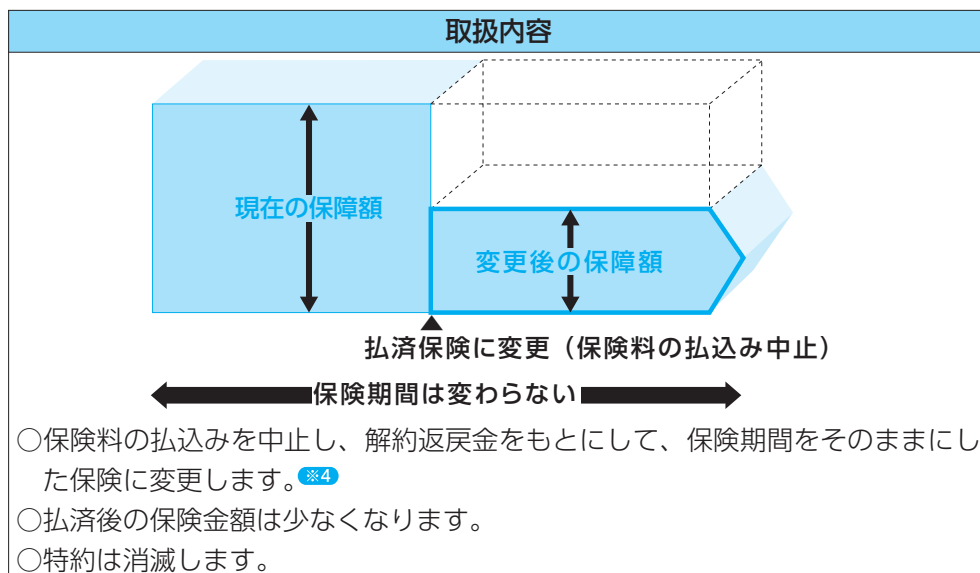 取扱内容
現在の保障額
変更後の保障額
払済保険に変更（保険料の払込み中止）
保険期間は変わらない
○保険料の払込みを中止し、解約返戻金をもとにして、保険期間をそのままにし
た保険に変更します。※4
○払済後の保険金額は少なくなります。
○特約は消滅します。